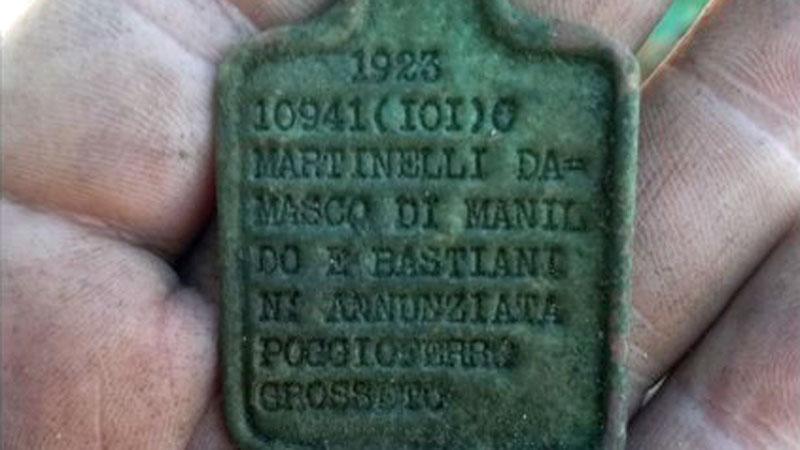 1923
10941(IOI)C
MARTINELLI DA=
MASCO DI MANIL
DO E BASTIANI
NI ANNUNZIATA
POGGIOFERRO
GROSSETO